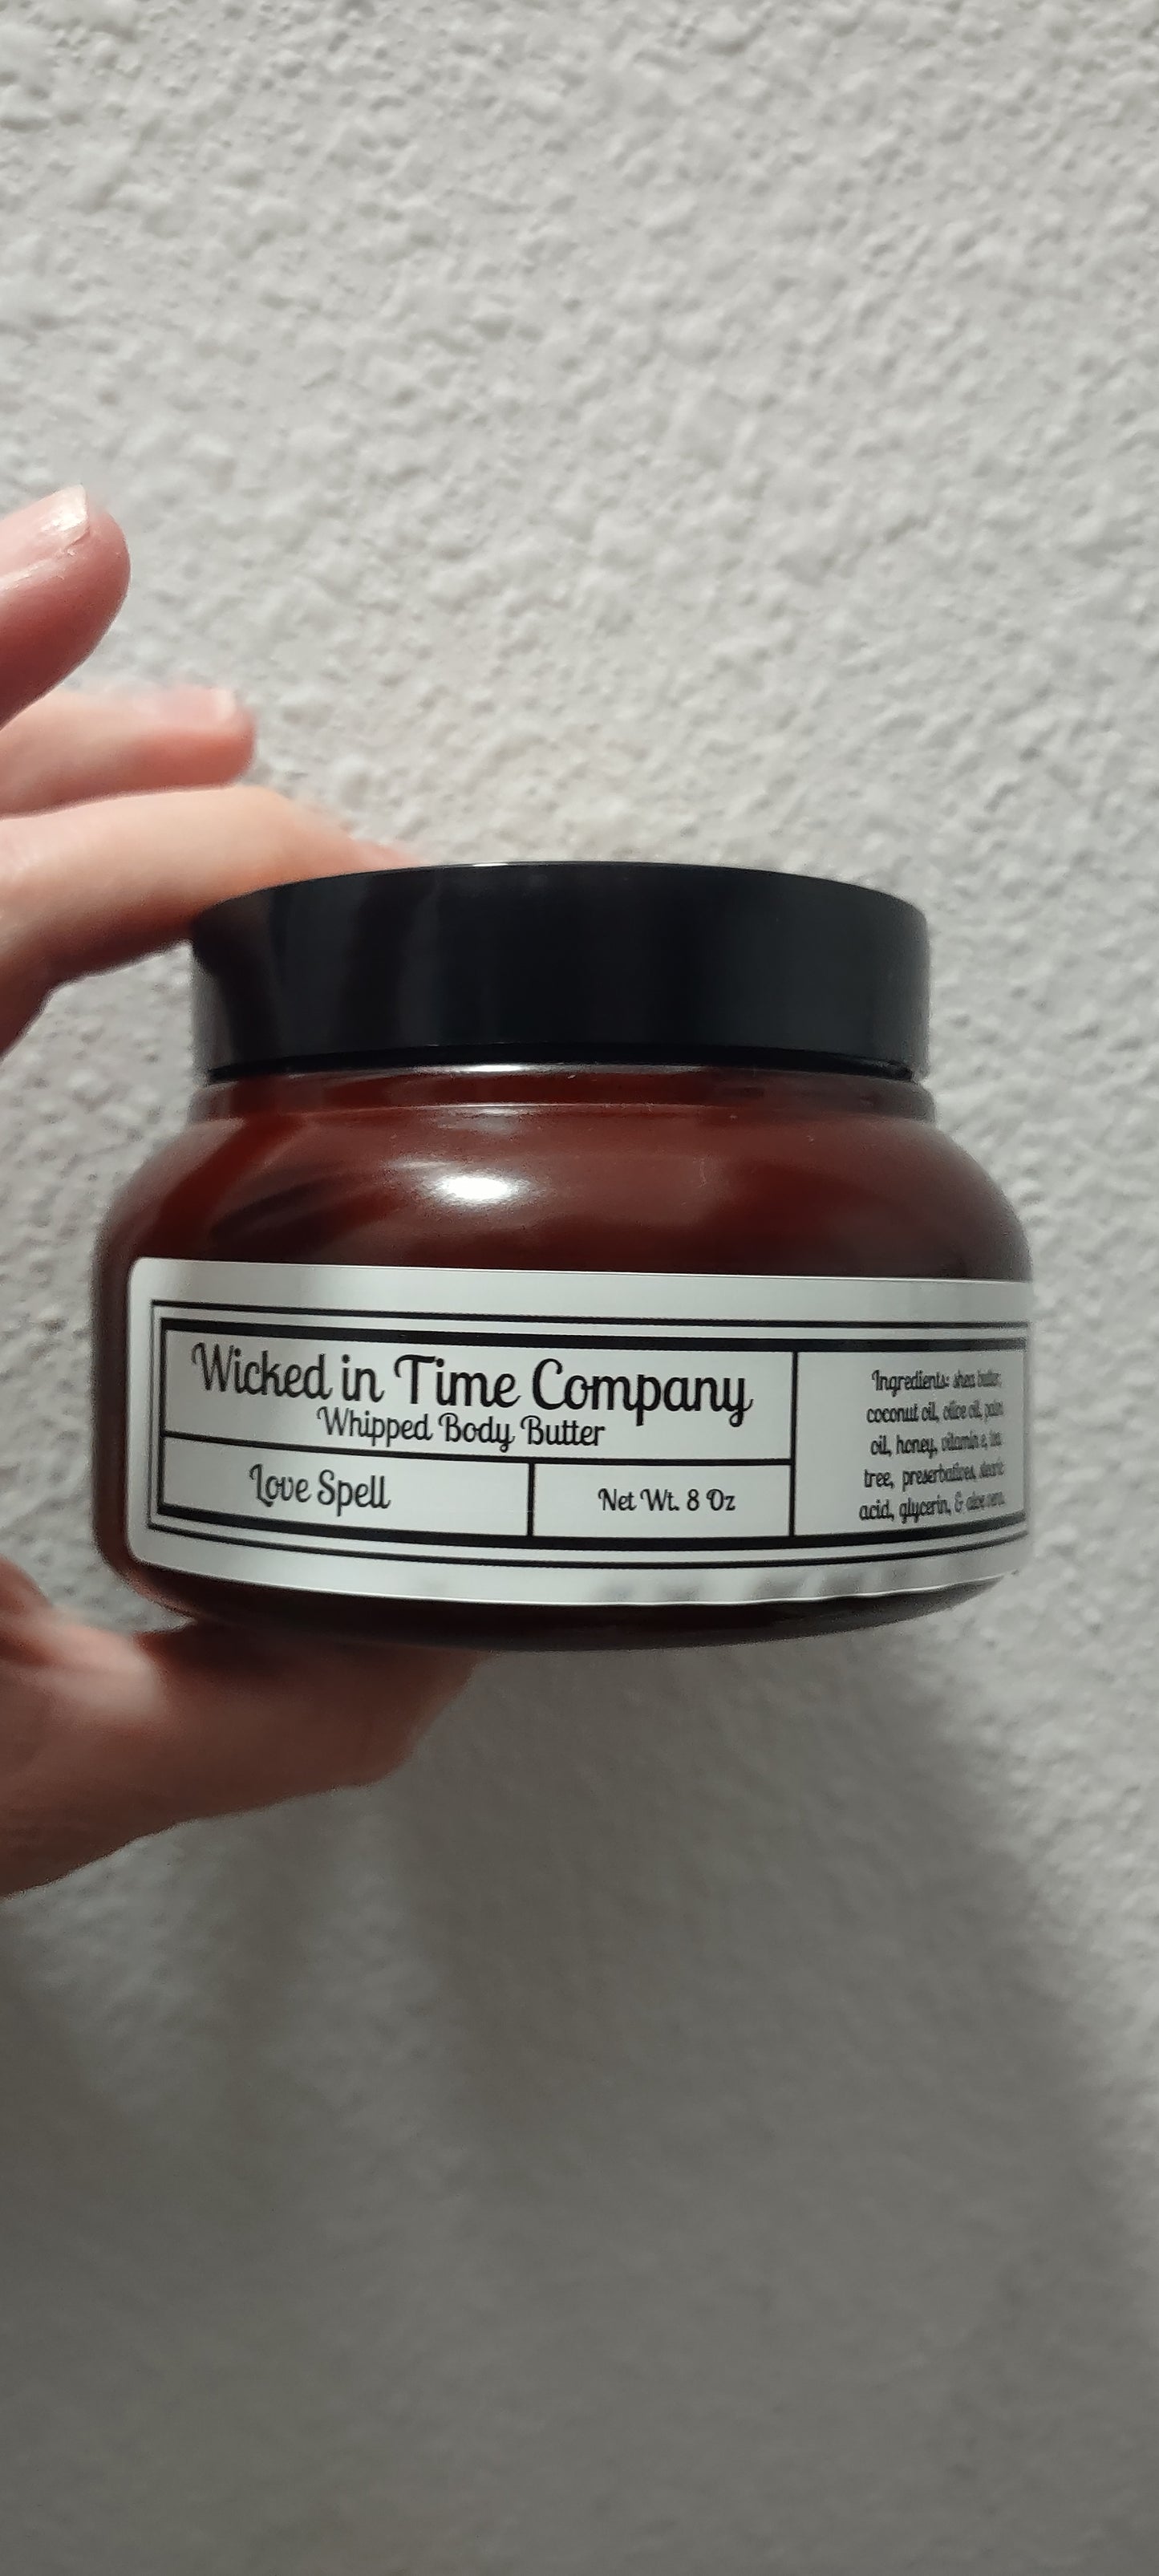 Wicked in Time Company
Whipped Body Butter
Love Spell
Net Wt. 8 Oz
Ingredients: shea butter,
coconut oil, olive oil, palm
oil, honey, vitamin e, tea
tree, preserbatives, stearic
acid, glycerin, & aloe vera.